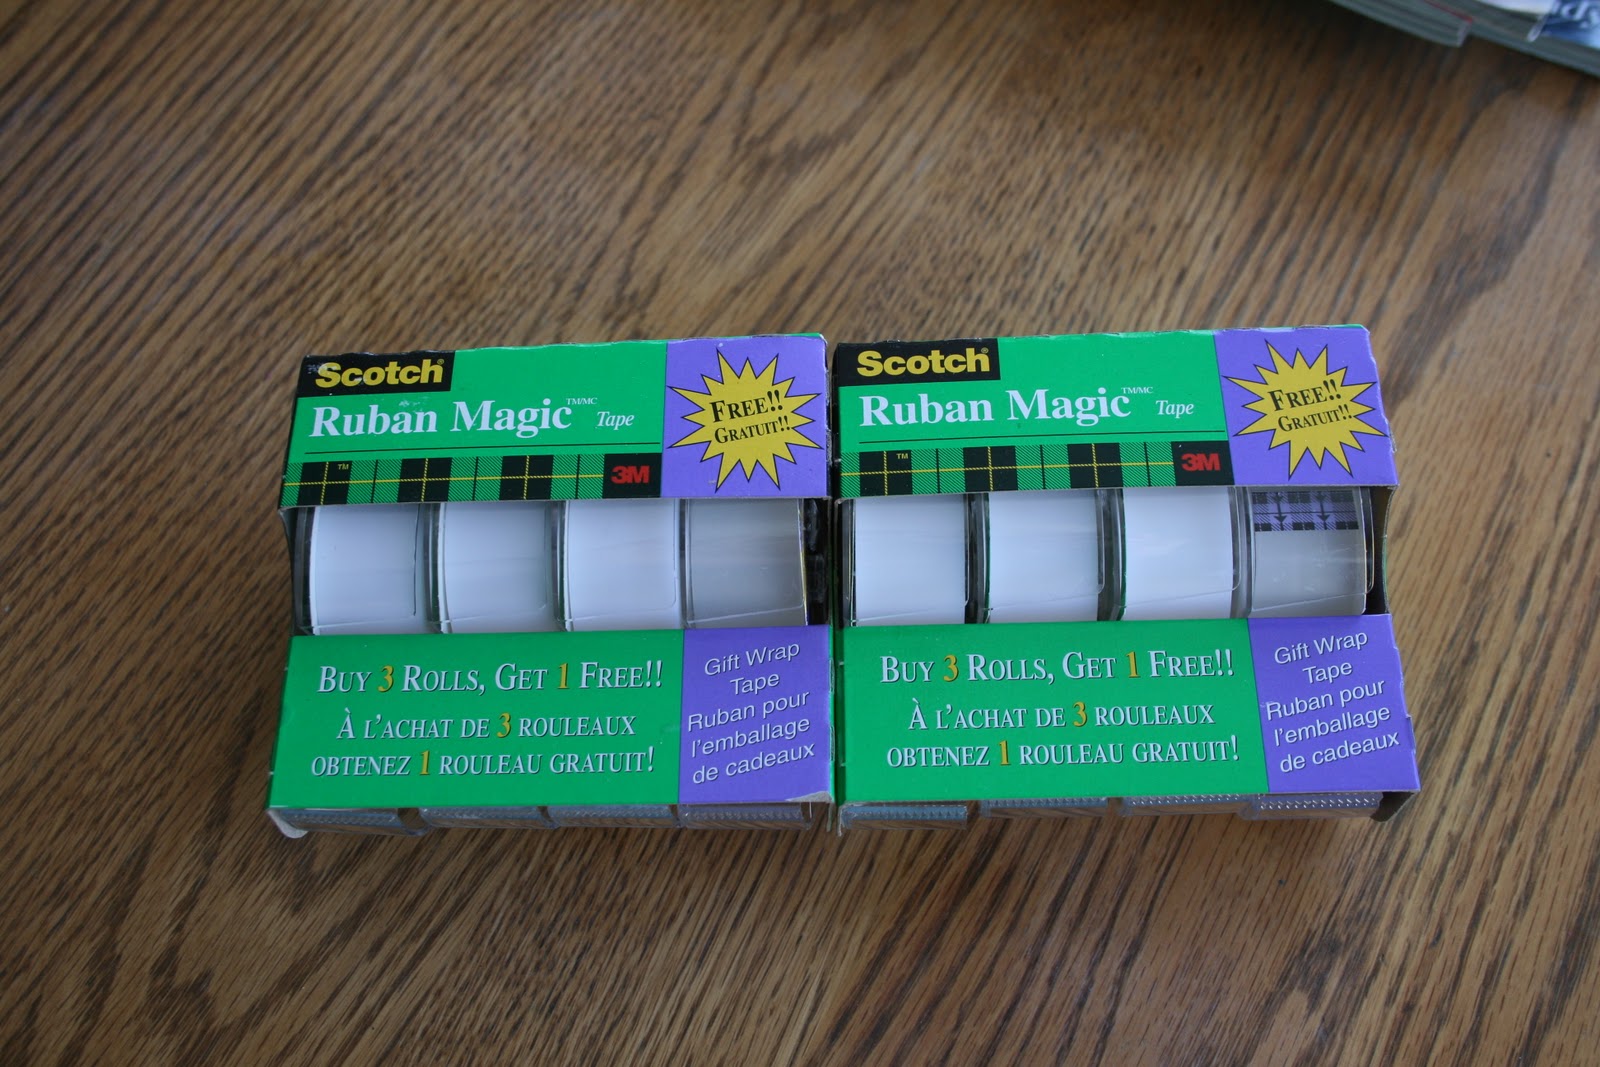 Scotch®
Ruban Magic™/MC Tape
FREE!!
GRATUIT!!
™
3M
BUY 3 ROLLS, GET 1 FREE!!
À L'ACHAT DE 3 ROULEAUX
OBTENEZ 1 ROULEAU GRATUIT!
Gift Wrap
Tape
Ruban pour
l'emballage
de cadeaux
Scotch®
Ruban Magic™/MC Tape
FREE!!
GRATUIT!!
™
3M
BUY 3 ROLLS, GET 1 FREE!!
À L'ACHAT DE 3 ROULEAUX
OBTENEZ 1 ROULEAU GRATUIT!
Gift Wrap
Tape
Ruban pour
l'emballage
de cadeaux